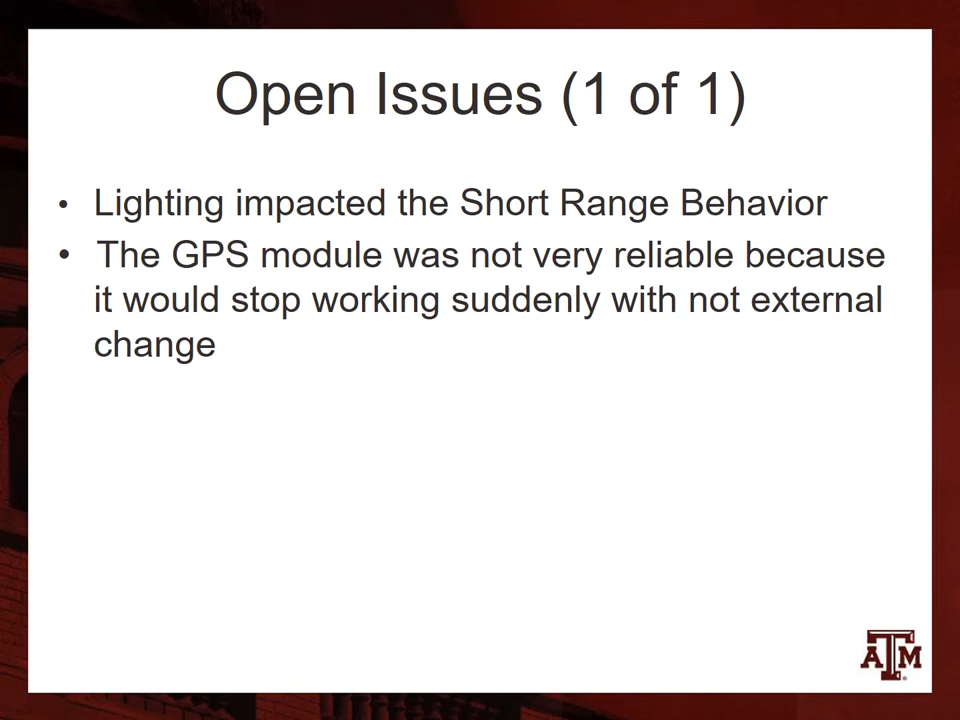 Open Issues (1 of 1)
• Lighting impacted the Short Range Behavior
• The GPS module was not very reliable because
it would stop working suddenly with not external
change
ATM